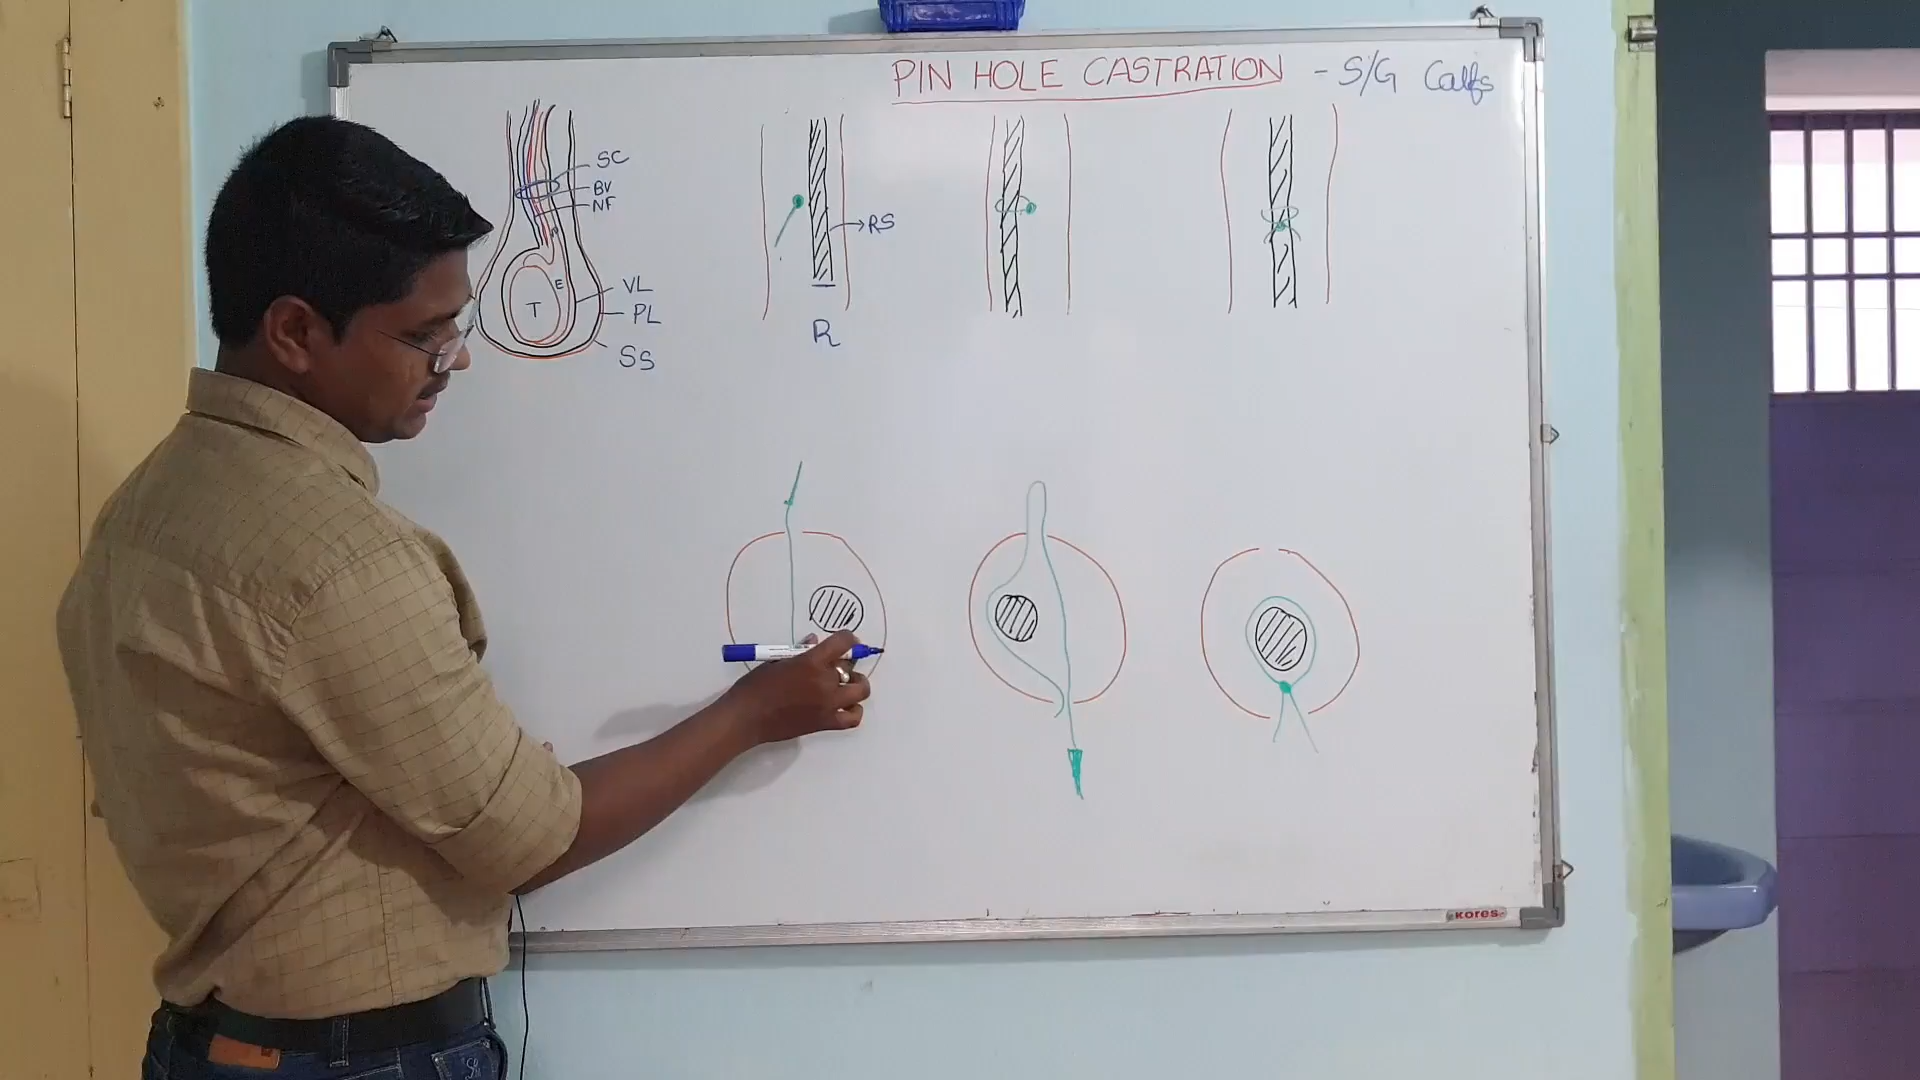 PIN HOLE CASTRATION - S/G Calfs
SC
BV
NF
RS
E
T
VL
PL
SS
R
kores